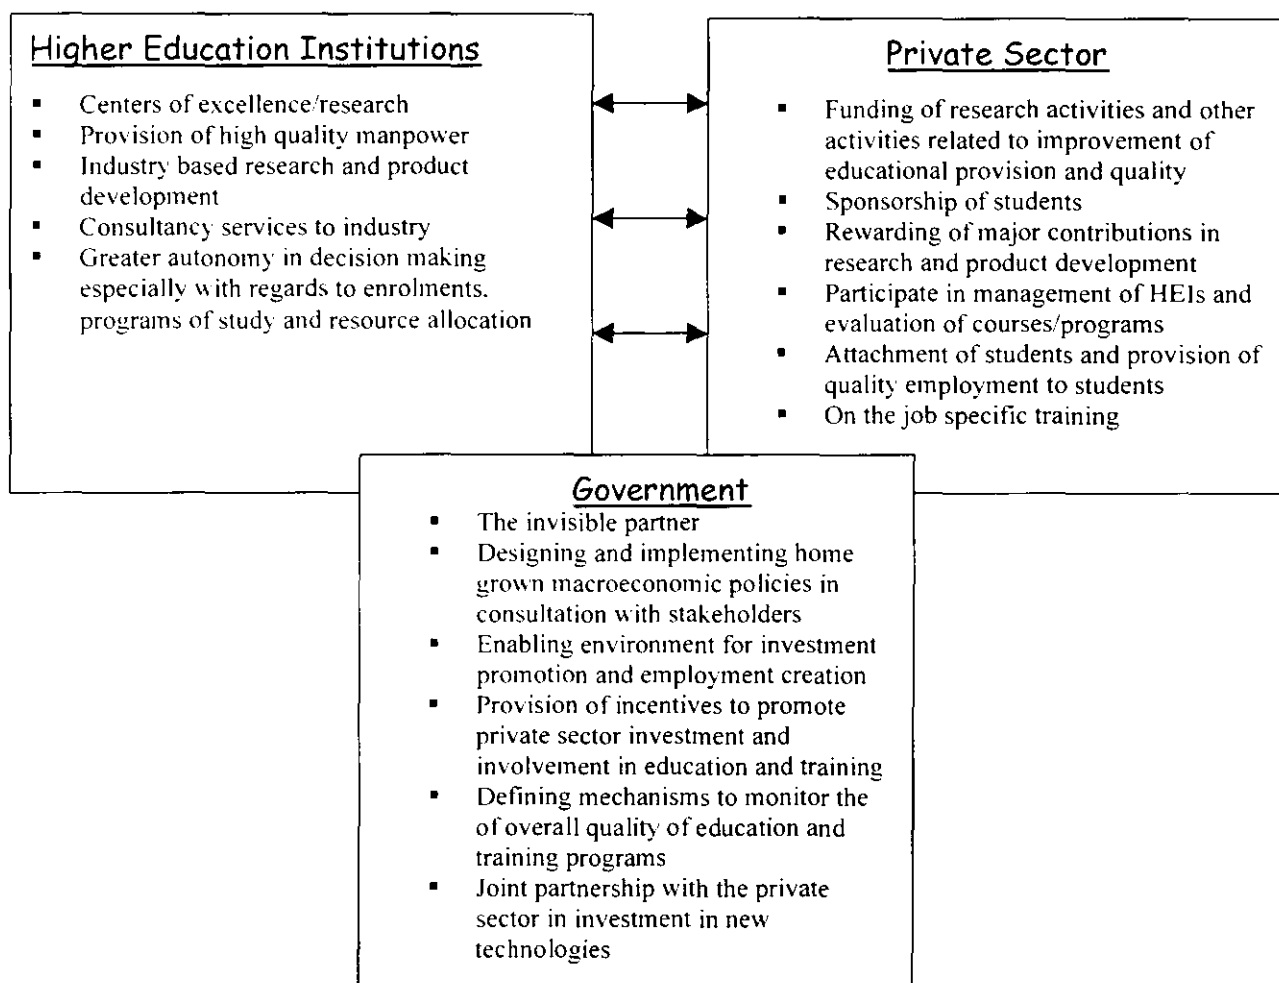 Higher Education Institutions
▪ Centers of excellence/research
▪ Provision of high quality manpower
▪ Industry based research and product
development
▪ Consultancy services to industry
▪ Greater autonomy in decision making
especially with regards to enrolments.
programs of study and resource allocation
Private Sector
▪ Funding of research activities and other
activities related to improvement of
educational provision and quality
▪ Sponsorship of students
▪ Rewarding of major contributions in
research and product development
▪ Participate in management of HEIs and
evaluation of courses/programs
▪ Attachment of students and provision of
quality employment to students
▪ On the job specific training
Government
▪ The invisible partner
▪ Designing and implementing home
grown macroeconomic policies in
consultation with stakeholders
▪ Enabling environment for investment
promotion and employment creation
▪ Provision of incentives to promote
private sector investment and
involvement in education and training
▪ Defining mechanisms to monitor the
of overall quality of education and
training programs
▪ Joint partnership with the private
sector in investment in new
technologies